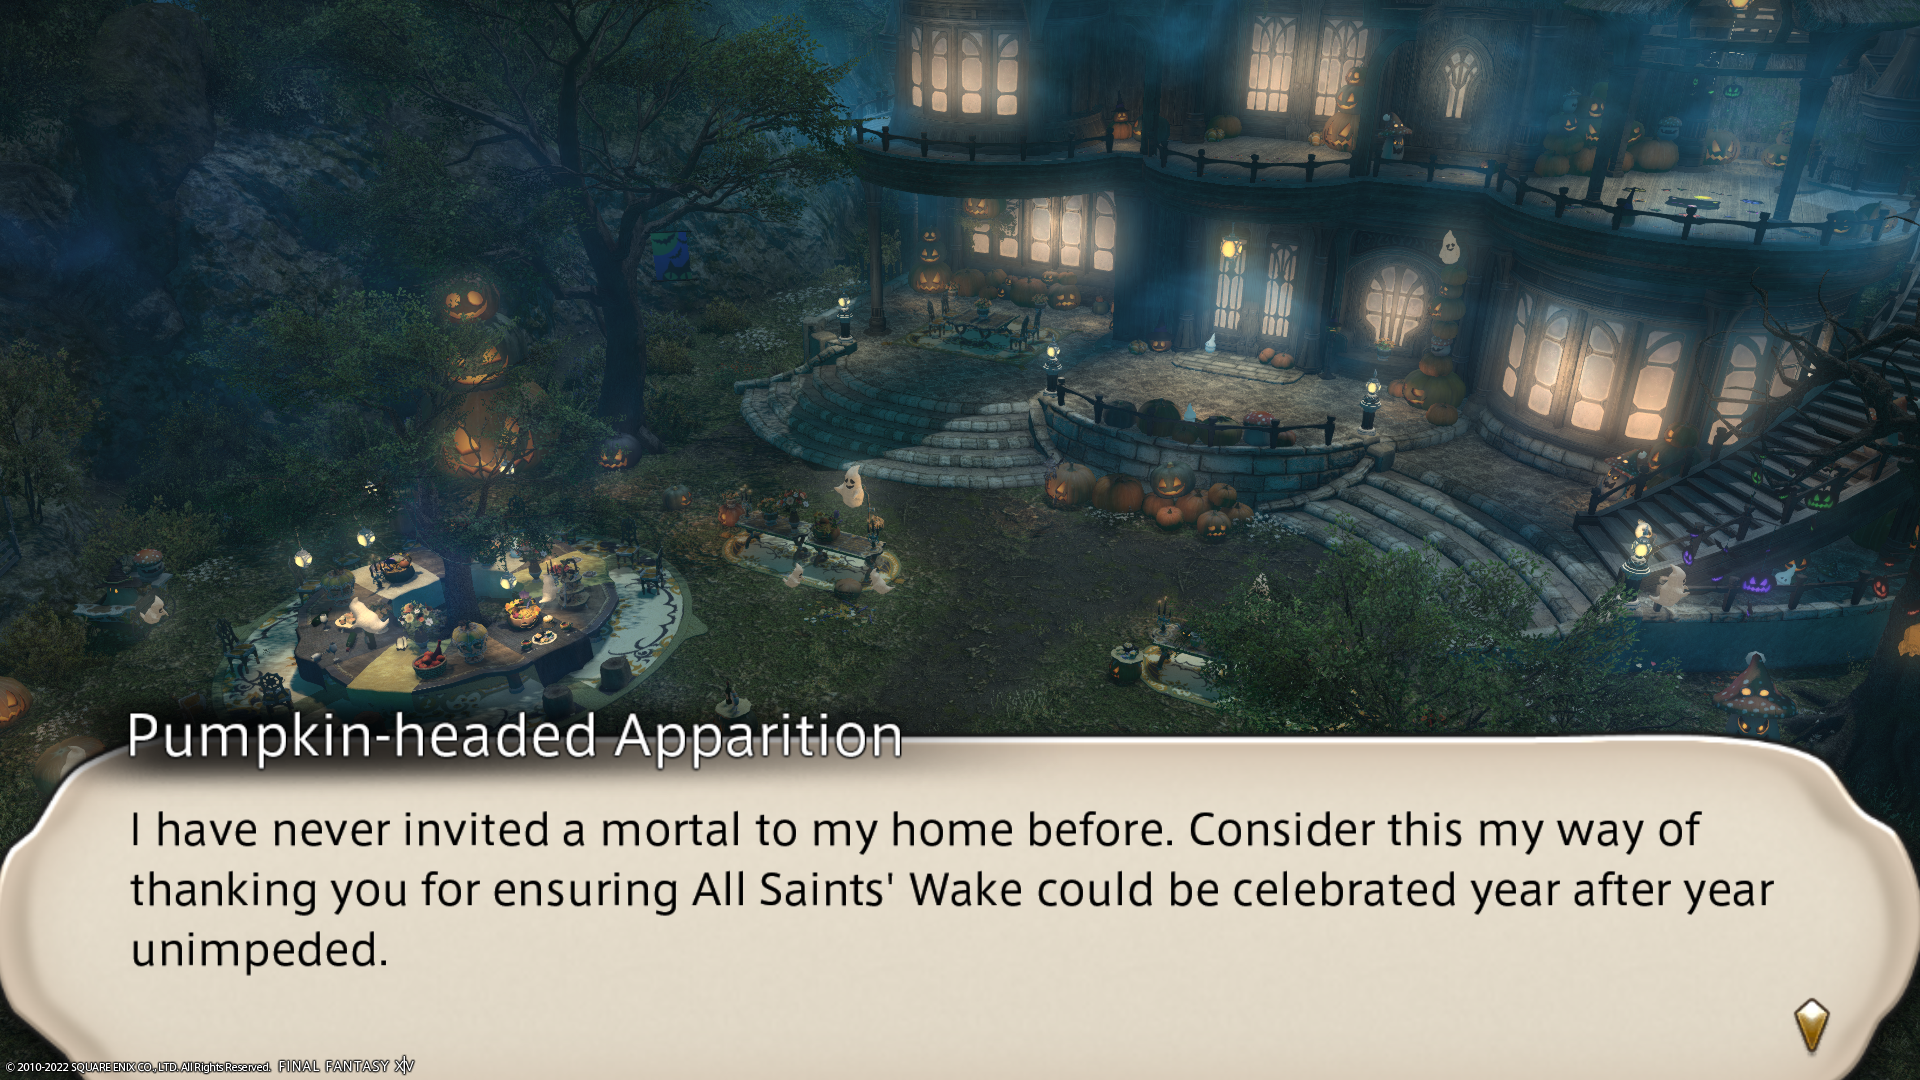 Pumpkin-headed Apparition
I have never invited a mortal to my home before. Consider this my way of
thanking you for ensuring All Saints' Wake could be celebrated year after year
unimpeded.
© 2010-2022 SQUARE ENIX CO., LTD. All Rights Reserved. FINAL FANTASY XIV